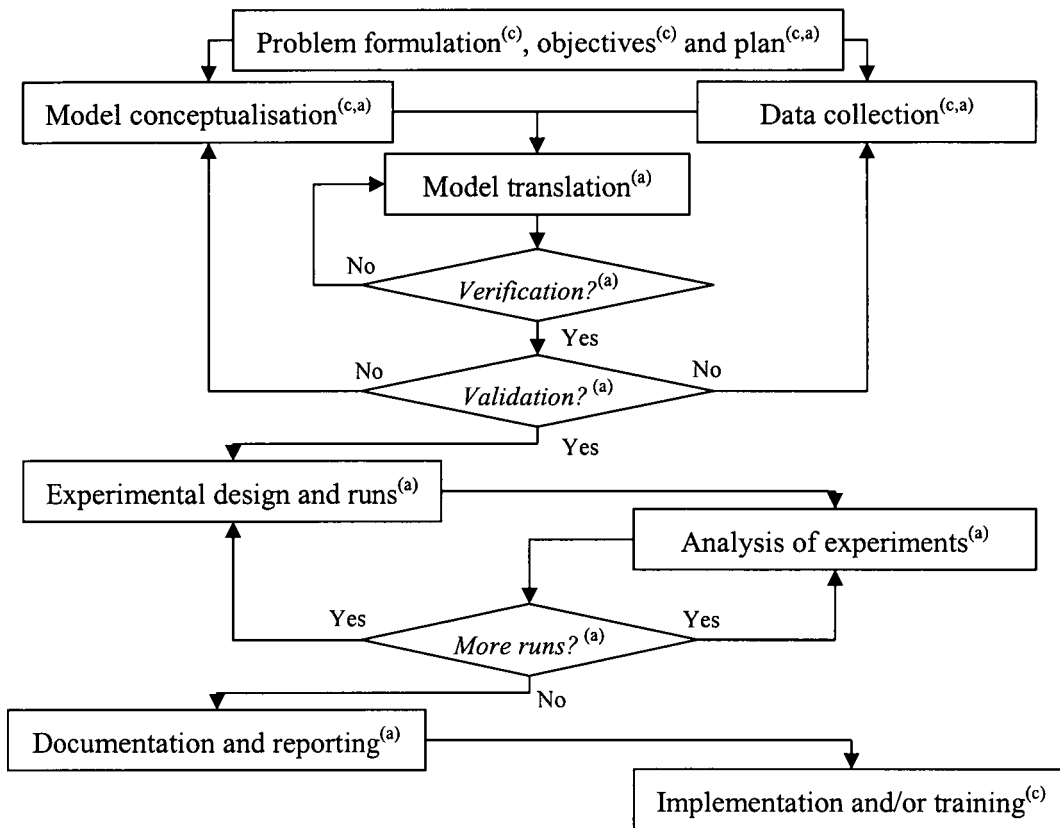 Problem formulation(c), objectives(c) and plan(c,a)
Model conceptualisation(c,a)
Data collection(c,a)
Model translation(a)
No
Verification?(a)
Yes
No
No
Validation?(a)
Yes
Experimental design and runs(a)
Analysis of experiments(a)
Yes
Yes
More runs?(a)
No
Documentation and reporting(a)
Implementation and/or training(c)